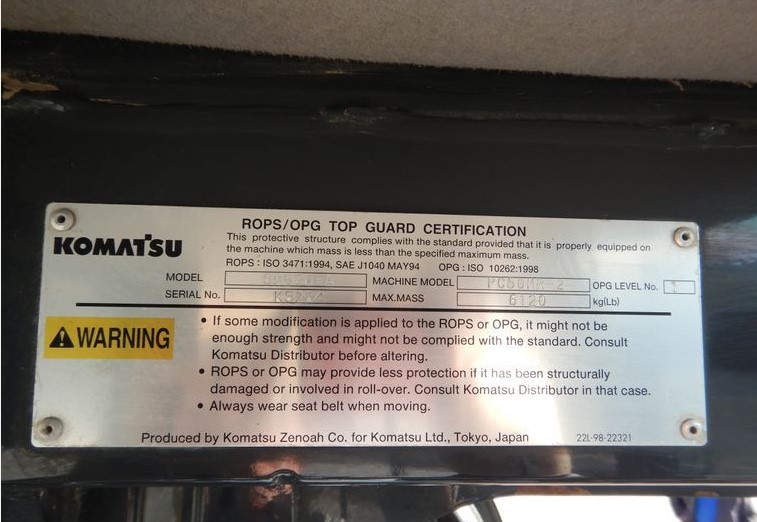 ROPS/OPG TOP GUARD CERTIFICATION
KOMATSU
This protective structure complies with the standard provided that it is properly equipped on
the machine which mass is less than the specified maximum mass.
ROPS : ISO 3471:1994, SAE J1040 MAY94 OPG : ISO 10262:1998
MODEL MACHINE MODEL OPG LEVEL No. 1
SERIAL No. MAX.MASS 6120 kg(Lb)
WARNING
• If some modification is applied to the ROPS or OPG, it might not be
enough strength and might not be complied with the standard. Consult
Komatsu Distributor before altering.
• ROPS or OPG may provide less protection if it has been structurally
damaged or involved in roll-over. Consult Komatsu Distributor in that case.
• Always wear seat belt when moving.
Produced by Komatsu Zenoah Co. for Komatsu Ltd., Tokyo, Japan 22L-98-22321